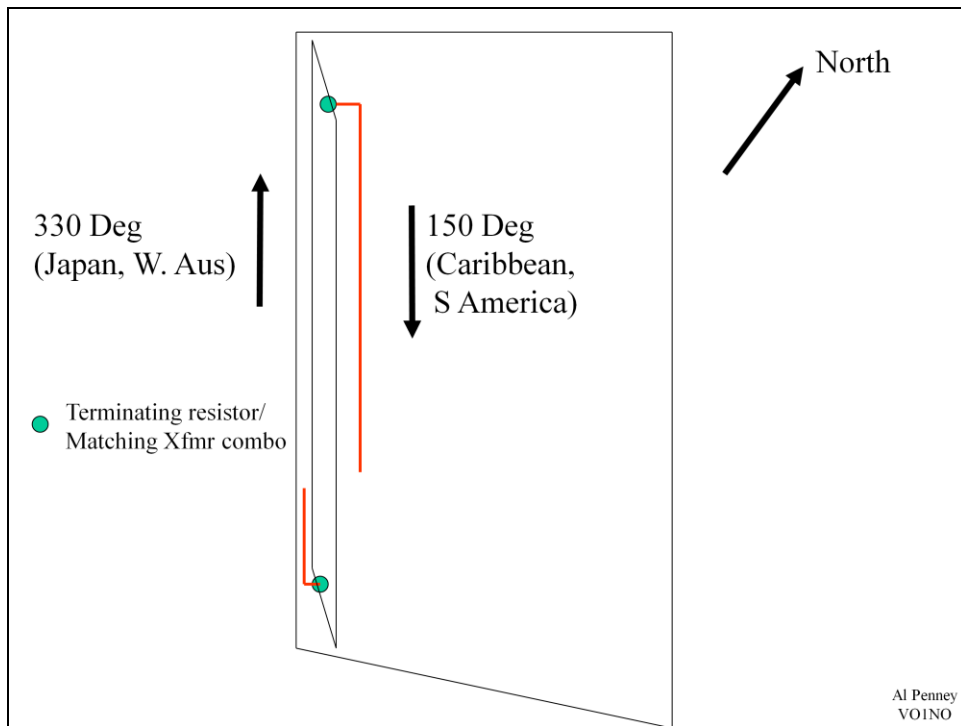 North
330 Deg
(Japan, W. Aus)
150 Deg
(Caribbean,
S America)
Terminating resistor/
Matching Xfmr combo
Al Penney
VO1NO